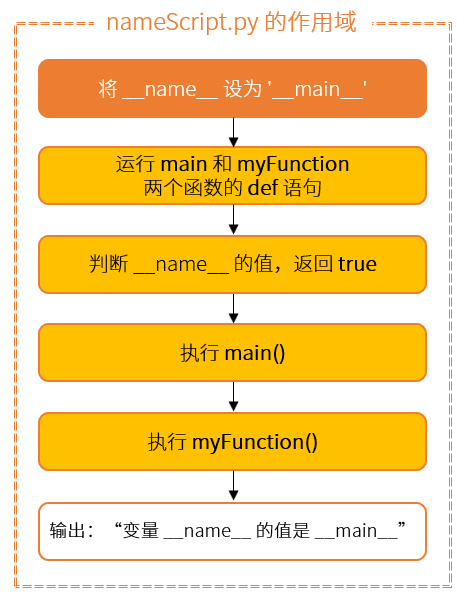 nameScript.py 的作用域
将 __name__ 设为 '__main__'
运行 main 和 myFunction
两个函数的 def 语句
判断 __name__ 的值，返回 true
执行 main()
执行 myFunction()
输出：“变量 __name__ 的值是 __main__”